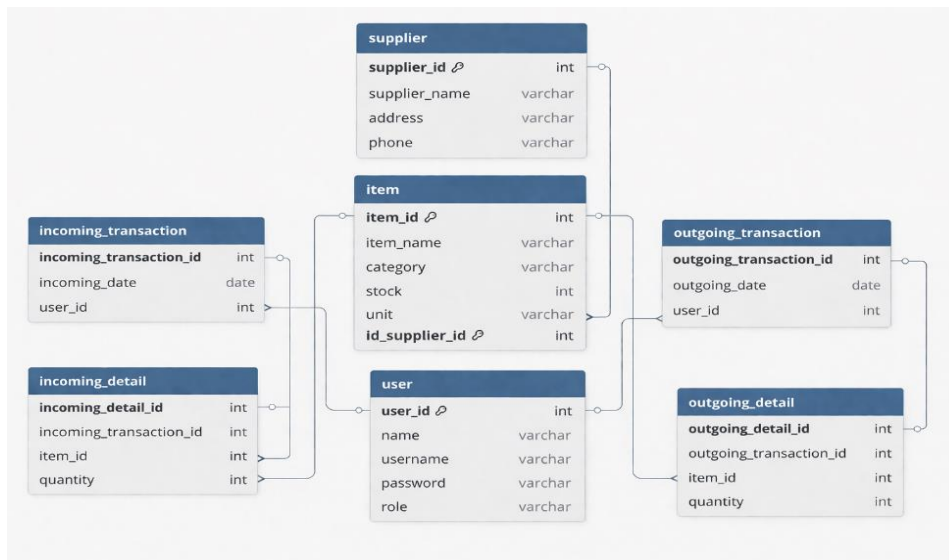 supplier
supplier_id int
supplier_name varchar
address varchar
phone varchar
item
item_id int
item_name varchar
category varchar
stock int
unit varchar
id_supplier_id int
incoming_transaction
incoming_transaction_id int
incoming_date date
user_id int
outgoing_transaction
outgoing_transaction_id int
outgoing_date date
user_id int
incoming_detail
incoming_detail_id int
incoming_transaction_id int
item_id int
quantity int
user
user_id int
name varchar
username varchar
password varchar
role varchar
outgoing_detail
outgoing_detail_id int
outgoing_transaction_id int
item_id int
quantity int